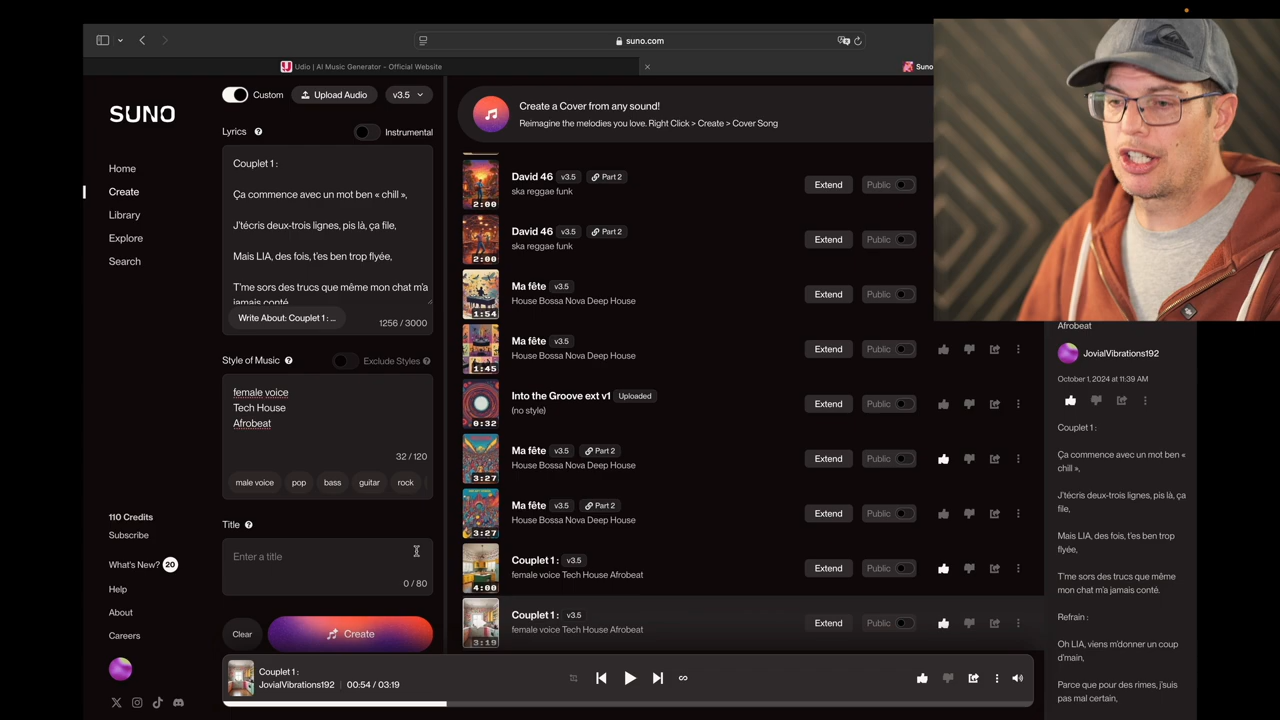 suno.com
Udio | AI Music Generator - Official Website
Suno
SUNO
Home
Create
Library
Explore
Search
110 Credits
Subscribe
What's New? 20
Help
About
Careers
Custom
Upload Audio
v3.5
Lyrics
Instrumental
Couplet 1 :
Ça commence avec un mot ben « chill »,
J'técris deux-trois lignes, pis là, ça file,
Mais LIA, des fois, t'es ben trop flyée,
T'me sors des trucs que même mon chat m'a
jamais conté
Write About: Couplet 1 : ...
1256 / 3000
Style of Music
Exclude Styles
female voice
Tech House
Afrobeat
32 / 120
male voice
pop
bass
guitar
rock
Title
Enter a title
0 / 80
Clear
Create
Create a Cover from any sound!
Reimagine the melodies you love. Right Click > Create > Cover Song
2:00
David 46 v3.5 Part 2
ska reggae funk
Extend
Public
2:00
David 46 v3.5 Part 2
ska reggae funk
Extend
Public
1:54
Ma fête v3.5
House Bossa Nova Deep House
Extend
Public
1:45
Ma fête v3.5
House Bossa Nova Deep House
Extend
Public
0:32
Into the Groove ext v1 Uploaded
(no style)
Extend
Public
3:27
Ma fête v3.5 Part 2
House Bossa Nova Deep House
Extend
Public
3:27
Ma fête v3.5 Part 2
House Bossa Nova Deep House
Extend
Public
4:00
Couplet 1 : v3.5
female voice Tech House Afrobeat
Extend
Public
3:19
Couplet 1 : v3.5
female voice Tech House Afrobeat
Extend
Public
Afrobeat
JovialVibrations192
October 1, 2024 at 11:39 AM
Couplet 1 :
Ça commence avec un mot ben «
chill »,
J'técris deux-trois lignes, pis là, ça
file,
Mais LIA, des fois, t'es ben trop
flyée,
T'me sors des trucs que même
mon chat m'a jamais conté.
Refrain :
Oh LIA, viens m'donner un coup
d'main,
Parce que pour des rimes, j'suis
pas mal certain,
Couplet 1 :
JovialVibrations192 00:54 / 03:19